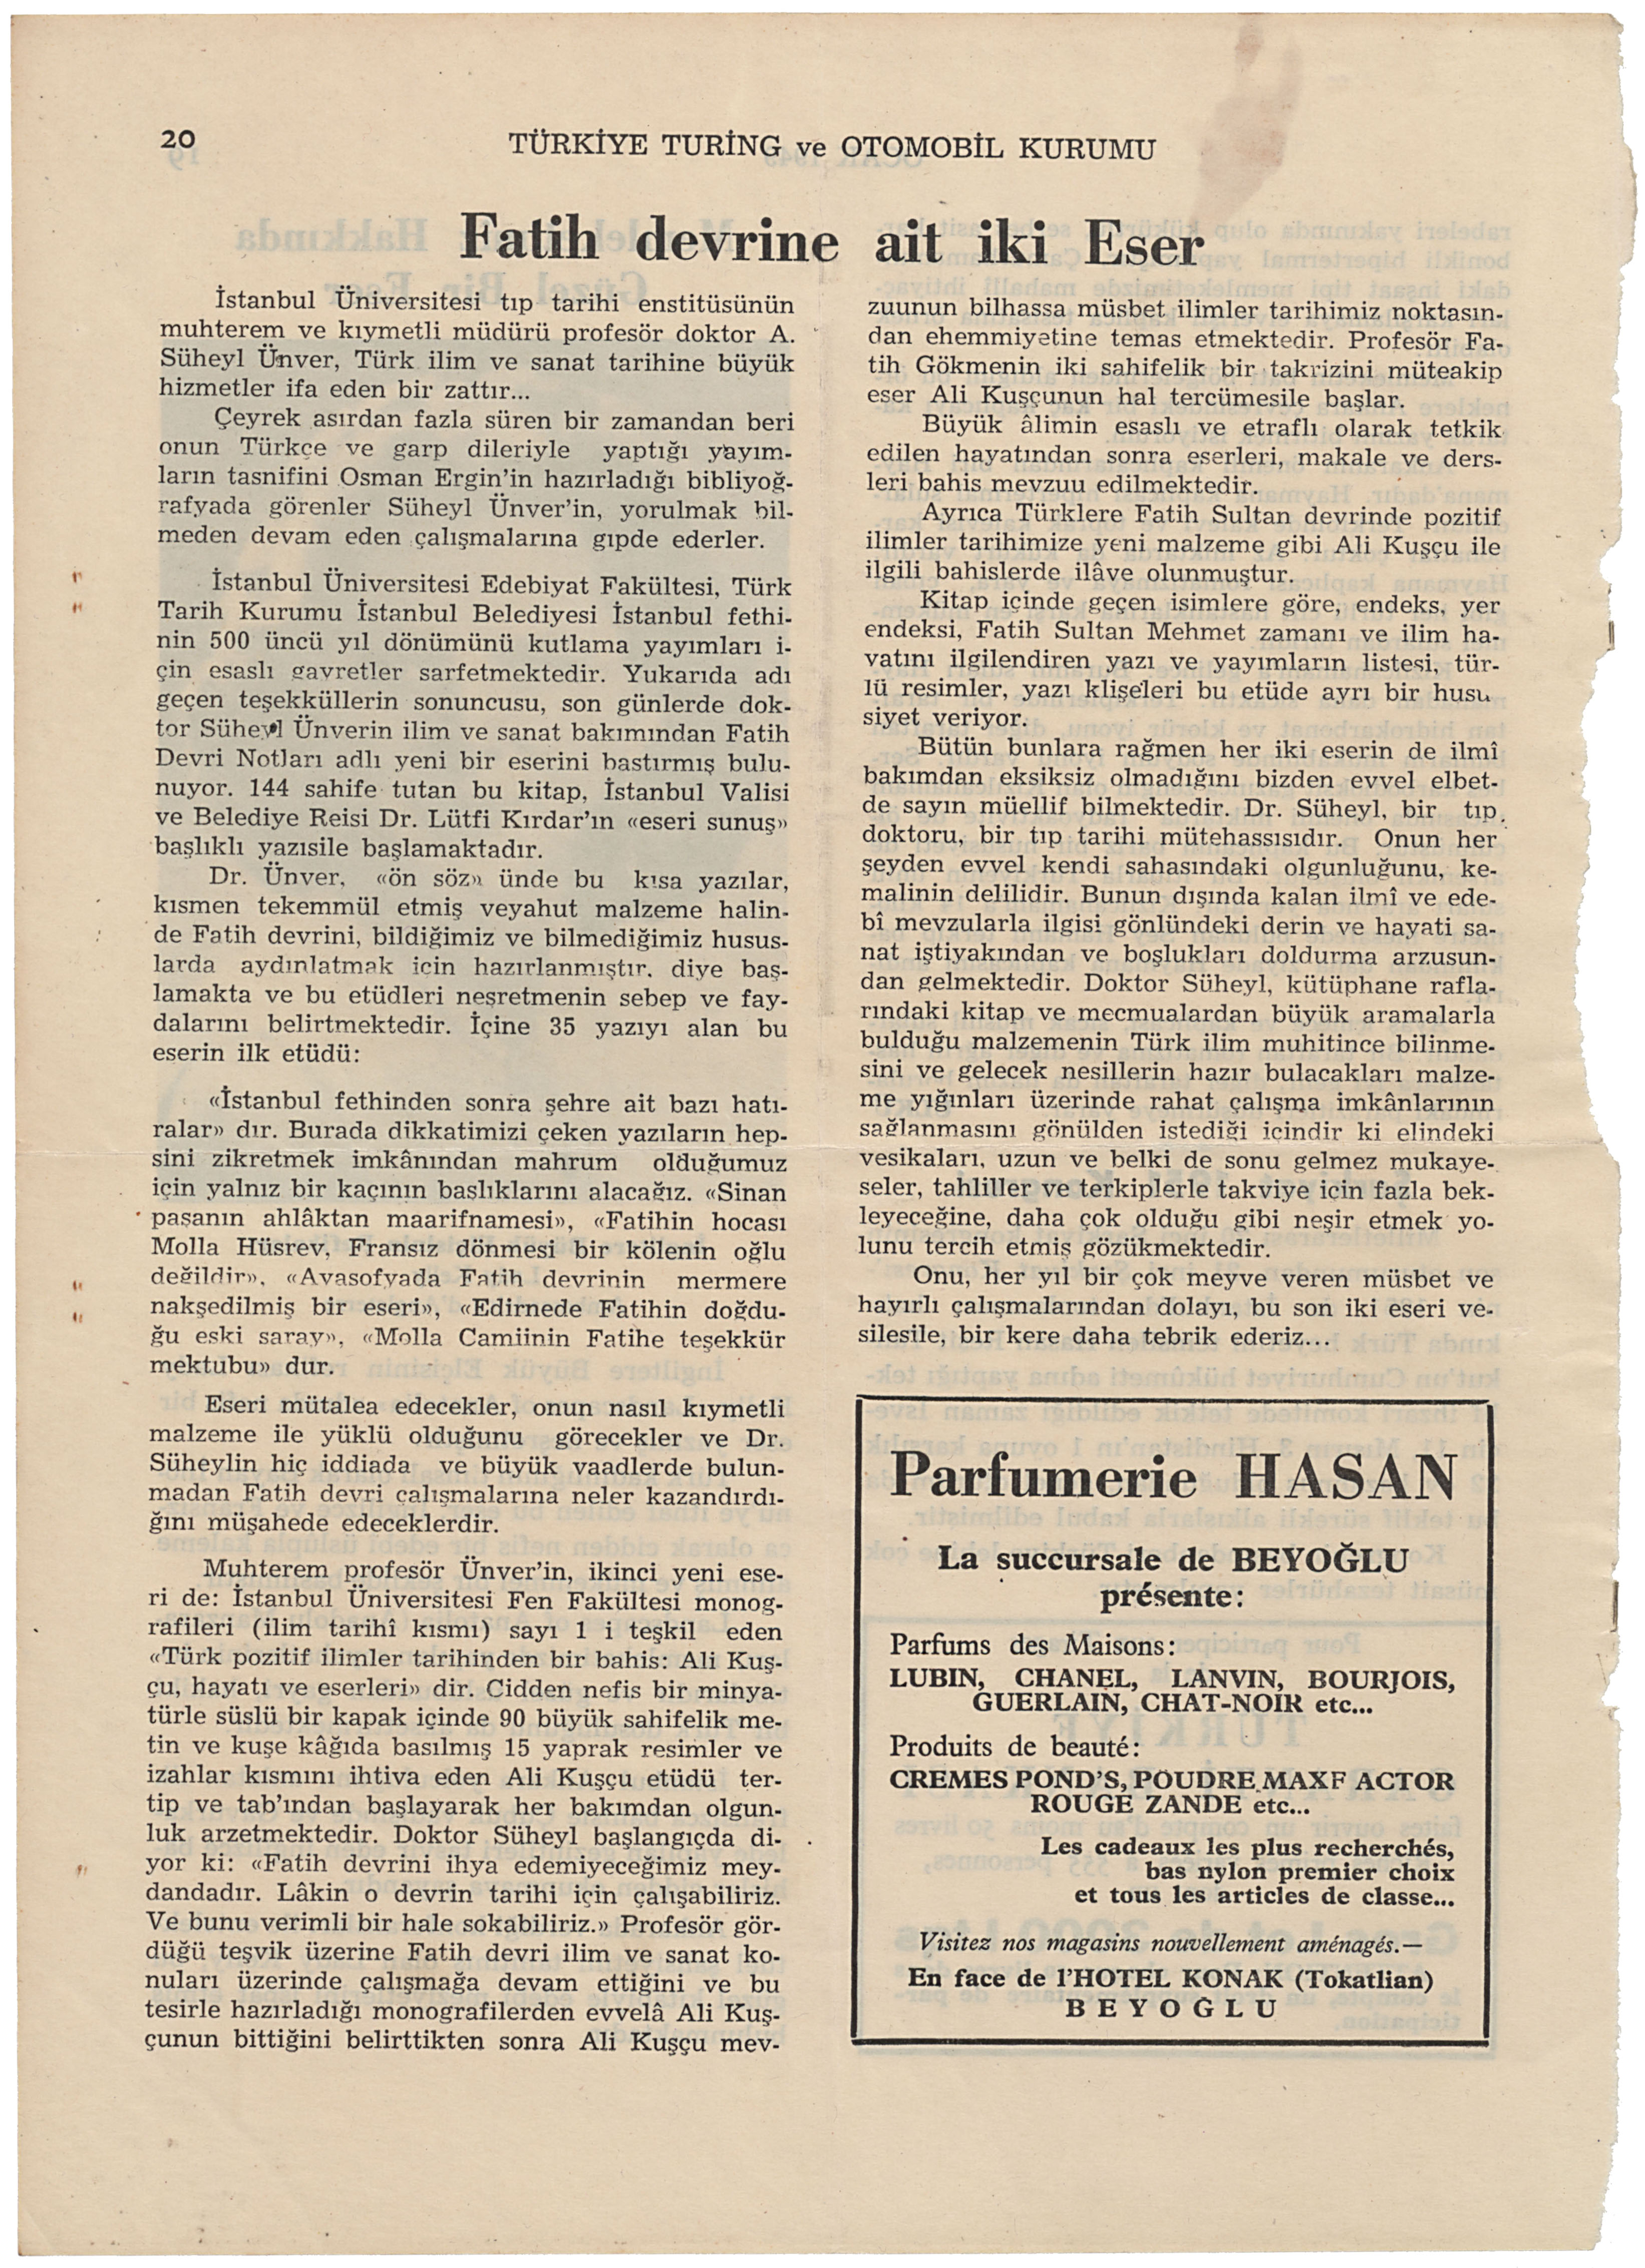 20
TÜRKİYE TURİNG ve OTOMOBİL KURUMU
Fatih devrine ait iki Eser
İstanbul Üniversitesi tıp tarihi enstitüsünün
muhterem ve kıymetli müdürü profesör doktor A.
Süheyl Ünver, Türk ilim ve sanat tarihine büyük
hizmetler ifa eden bir zattır...
Çeyrek asırdan fazla süren bir zamandan beri
onun Türkçe ve garp dileriyle yaptığı yayım-
ların tasnifini Osman Ergin'in hazırladığı bibliyoğ-
rafyada görenler Süheyl Ünver'in, yorulmak bil-
meden devam eden çalışmalarına gıpde ederler.
İstanbul Üniversitesi Edebiyat Fakültesi, Türk
Tarih Kurumu İstanbul Belediyesi İstanbul fethi-
nin 500 üncü yıl dönümünü kutlama yayımları i-
çin esaslı gavretler sarfetmektedir. Yukarıda adı
geçen teşekküllerin sonuncusu, son günlerde dok-
tor Süheyl Ünverin ilim ve sanat bakımından Fatih
Devri Notları adlı yeni bir eserini bastırmış bulu-
nuyor. 144 sahife tutan bu kitap, İstanbul Valisi
ve Belediye Reisi Dr. Lütfi Kırdar'ın «eseri sunuş»
başlıklı yazısile başlamaktadır.
Dr. Ünver, «ön söz» ünde bu kısa yazılar,
kısmen tekemmül etmiş veyahut malzeme halin-
de Fatih devrini, bildiğimiz ve bilmediğimiz husus-
larda aydınlatmak için hazırlanmıştır. diye baş-
lamakta ve bu etüdleri neşretmenin sebep ve fay-
dalarını belirtmektedir. İçine 35 yazıyı alan bu
eserin ilk etüdü:
«İstanbul fethinden sonra şehre ait bazı hatı-
ralar» dır. Burada dikkatimizi çeken yazıların hep-
sini zikretmek imkânından mahrum olduğumuz
için yalnız bir kaçının başlıklarını alacağız. «Sinan
paşanın ahlâktan maarifnamesi», «Fatihin hocası
Molla Hüsrev, Fransız dönmesi bir kölenin oğlu
değildir», «Avasofvada Fatih devrinin mermere
nakşedilmiş bir eseri», «Edirnede Fatihin doğdu-
ğu eski saray», «Molla Camiinin Fatihe teşekkür
mektubu» dur.
Eseri mütalea edecekler, onun nasıl kıymetli
malzeme ile yüklü olduğunu görecekler ve Dr.
Süheylin hiç iddiada ve büyük vaadlerde bulun-
madan Fatih devri çalışmalarına neler kazandırdı-
ğını müşahede edeceklerdir.
Muhterem profesör Ünver'in, ikinci yeni ese-
ri de: İstanbul Üniversitesi Fen Fakültesi monog-
rafileri (ilim tarihî kısmı) sayı 1 i teşkil eden
«Türk pozitif ilimler tarihinden bir bahis: Ali Kuş-
çu, hayatı ve eserleri» dir. Cidden nefis bir minya-
türle süslü bir kapak içinde 90 büyük sahifelik me-
tin ve kuşe kâğıda basılmış 15 yaprak resimler ve
izahlar kısmını ihtiva eden Ali Kuşçu etüdü ter-
tip ve tab'ından başlayarak her bakımdan olgun-
luk arzetmektedir. Doktor Süheyl başlangıçda di-
yor ki: «Fatih devrini ihya edemiyeceğimiz mey-
dandadır. Lâkin o devrin tarihi için çalışabiliriz.
Ve bunu verimli bir hale sokabiliriz.» Profesör gör-
düğü teşvik üzerine Fatih devri ilim ve sanat ko-
nuları üzerinde çalışmağa devam ettiğini ve bu
tesirle hazırladığı monografilerden evvelâ Ali Kuş-
çunun bittiğini belirttikten sonra Ali Kuşçu mev-
zuunun bilhassa müsbet ilimler tarihimiz noktasın-
dan ehemmiyetine temas etmektedir. Profesör Fa-
tih Gökmenin iki sahifelik bir takrizini müteakip
eser Ali Kuşçunun hal tercümesile başlar.
Büyük âlimin esaslı ve etraflı olarak tetkik
edilen hayatından sonra eserleri, makale ve ders-
leri bahis mevzuu edilmektedir.
Ayrıca Türklere Fatih Sultan devrinde pozitif
ilimler tarihimize yeni malzeme gibi Ali Kuşçu ile
ilgili bahislerde ilâve olunmuştur.
Kitap içinde geçen isimlere göre, endeks, yer
endeksi, Fatih Sultan Mehmet zamanı ve ilim ha-
vatını ilgilendiren yazı ve yayımların listesi, tür-
lü resimler, yazı klişeleri bu etüde ayrı bir husu
siyet veriyor.
Bütün bunlara rağmen her iki eserin de ilmî
bakımdan eksiksiz olmadığını bizden evvel elbet-
de sayın müellif bilmektedir. Dr. Süheyl, bir tıp.
doktoru, bir tıp tarihi mütehassısıdır. Onun her
şeyden evvel kendi sahasındaki olgunluğunu, ke-
malinin delilidir. Bunun dışında kalan ilmî ve ede-
bî mevzularla ilgisi gönlündeki derin ve hayati sa-
nat iştiyakından ve boşlukları doldurma arzusun-
dan gelmektedir. Doktor Süheyl, kütüphane rafla-
rındaki kitap ve mecmualardan büyük aramalarla
bulduğu malzemenin Türk ilim muhitince bilinme-
sini ve gelecek nesillerin hazır bulacakları malze-
me yığınları üzerinde rahat çalışma imkânlarının
sağlanmasını gönülden istediği içindir ki elindeki
vesikaları, uzun ve belki de sonu gelmez mukaye-
seler, tahliller ve terkiplerle takviye için fazla bek-
leyeceğine, daha çok olduğu gibi neşir etmek yo-
lunu tercih etmiş gözükmektedir.
Onu, her yıl bir çok meyve veren müsbet ve
hayırlı çalışmalarından dolayı, bu son iki eseri ve-
silesile, bir kere daha tebrik ederiz...
Parfumerie HASAN
La succursale de BEYOĞLU
présente:
Parfums des Maisons:
LUBIN, CHANEL, LANVIN, BOURJOIS,
GUERLAIN, CHAT-NOIR etc...
Produits de beauté:
CREMES POND'S, POUDRE MAXF ACTOR
ROUGE ZANDE etc...
Les cadeaux les plus recherchés,
bas nylon premier choix
et tous les articles de classe...
Visitez nos magasins nouvellement aménagés.—
En face de l'HOTEL KONAK (Tokatlian)
BEYOĞLU